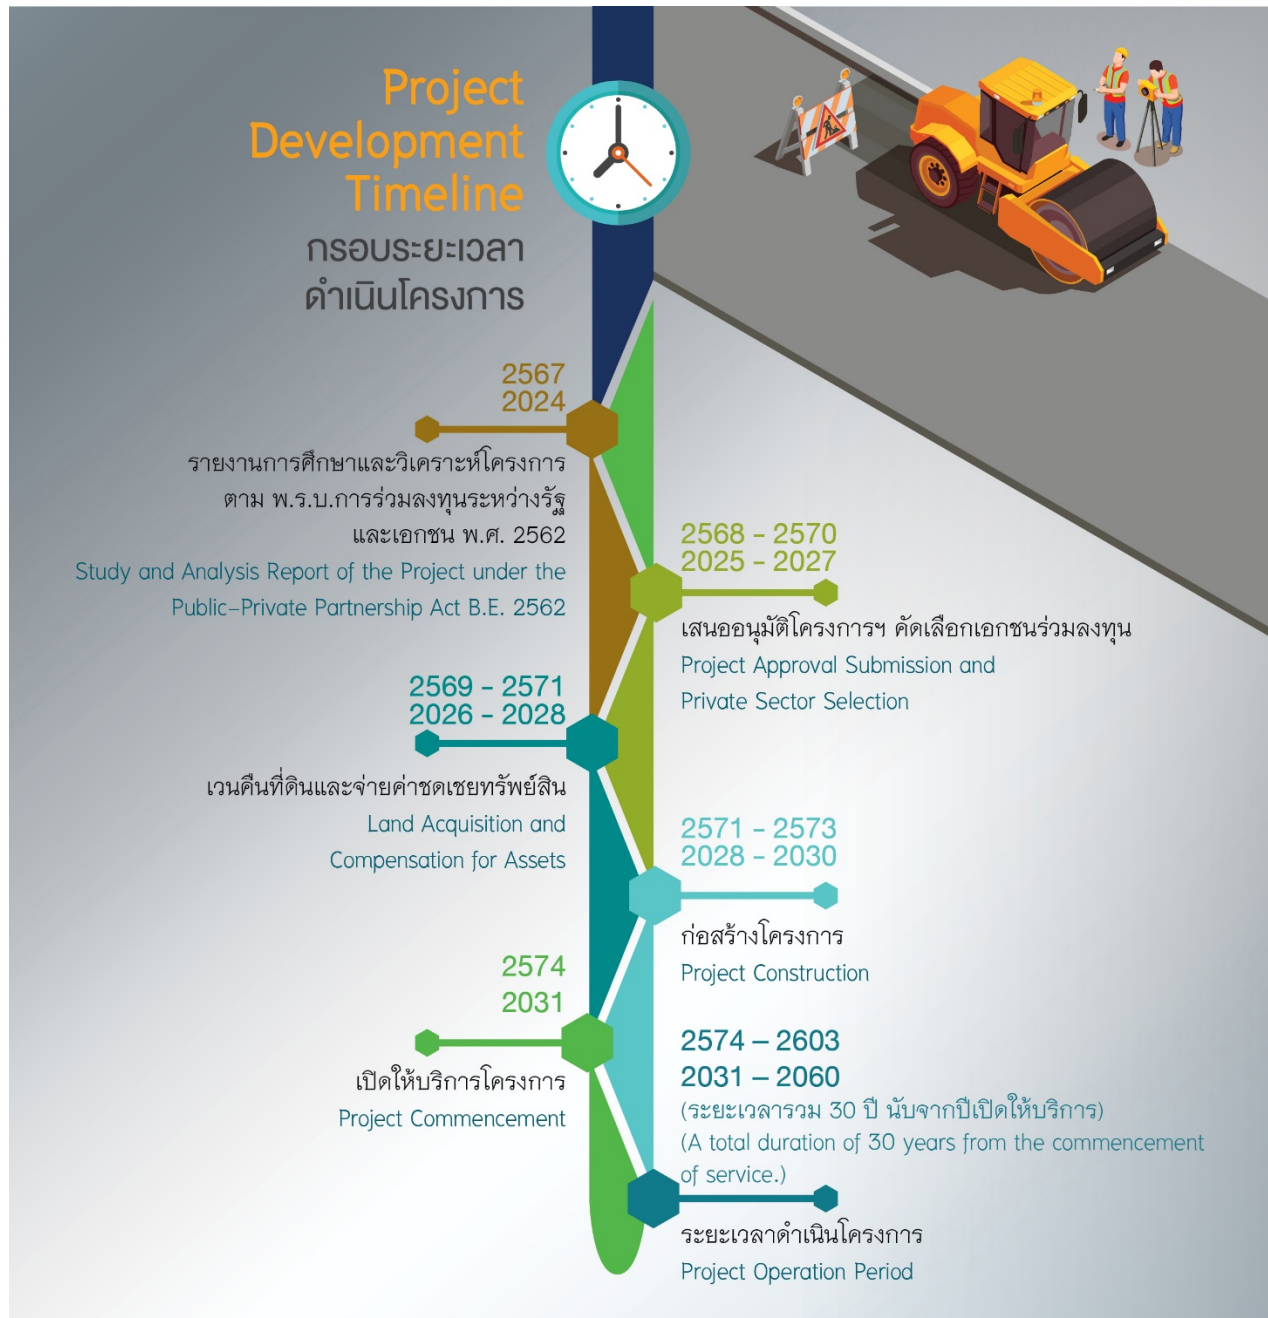 Project
Development
Timeline
กรอบระยะเวลา
ดำเนินโครงการ
2567
2024
รายงานการศึกษาและวิเคราะห์โครงการ
ตาม พ.ร.บ.การร่วมลงทุนระหว่างรัฐ
และเอกชน พ.ศ. 2562
Study and Analysis Report of the Project under the
Public–Private Partnership Act B.E. 2562
2568 - 2570
2025 - 2027
เสนออนุมัติโครงการฯ คัดเลือกเอกชนร่วมลงทุน
Project Approval Submission and
Private Sector Selection
2569 - 2571
2026 - 2028
เวนคืนที่ดินและจ่ายค่าชดเชยทรัพย์สิน
Land Acquisition and
Compensation for Assets
2571 - 2573
2028 - 2030
ก่อสร้างโครงการ
Project Construction
2574
2031
เปิดให้บริการโครงการ
Project Commencement
2574 – 2603
2031 – 2060
(ระยะเวลารวม 30 ปี นับจากปีเปิดให้บริการ)
(A total duration of 30 years from the commencement
of service.)
ระยะเวลาดำเนินโครงการ
Project Operation Period